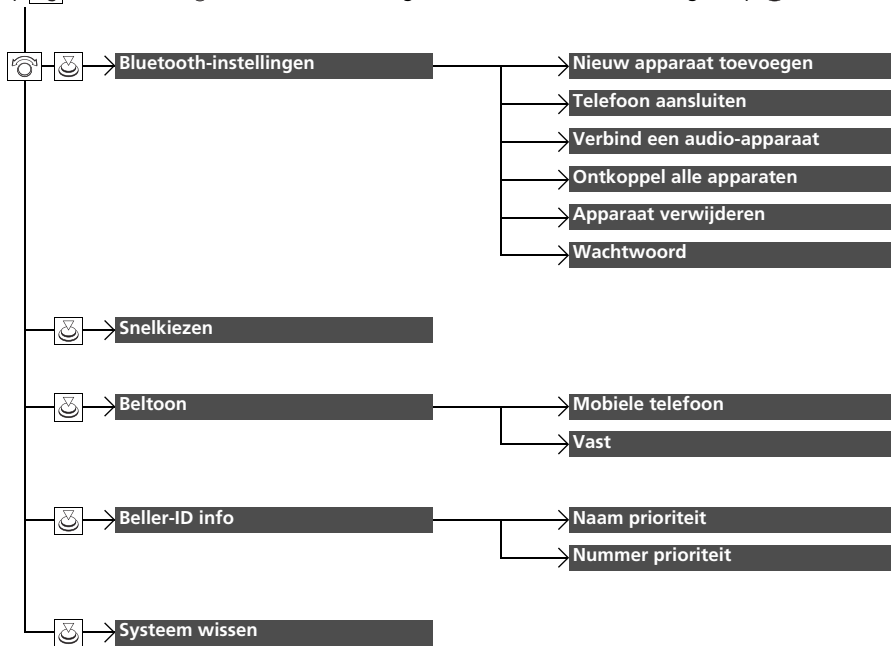 Bluetooth-instellingen
Nieuw apparaat toevoegen
Telefoon aansluiten
Verbind een audio-apparaat
Ontkoppel alle apparaten
Apparaat verwijderen
Wachtwoord
Snelkiezen
Beltoon
Mobiele telefoon
Vast
Beller-ID info
Naam prioriteit
Nummer prioriteit
Systeem wissen